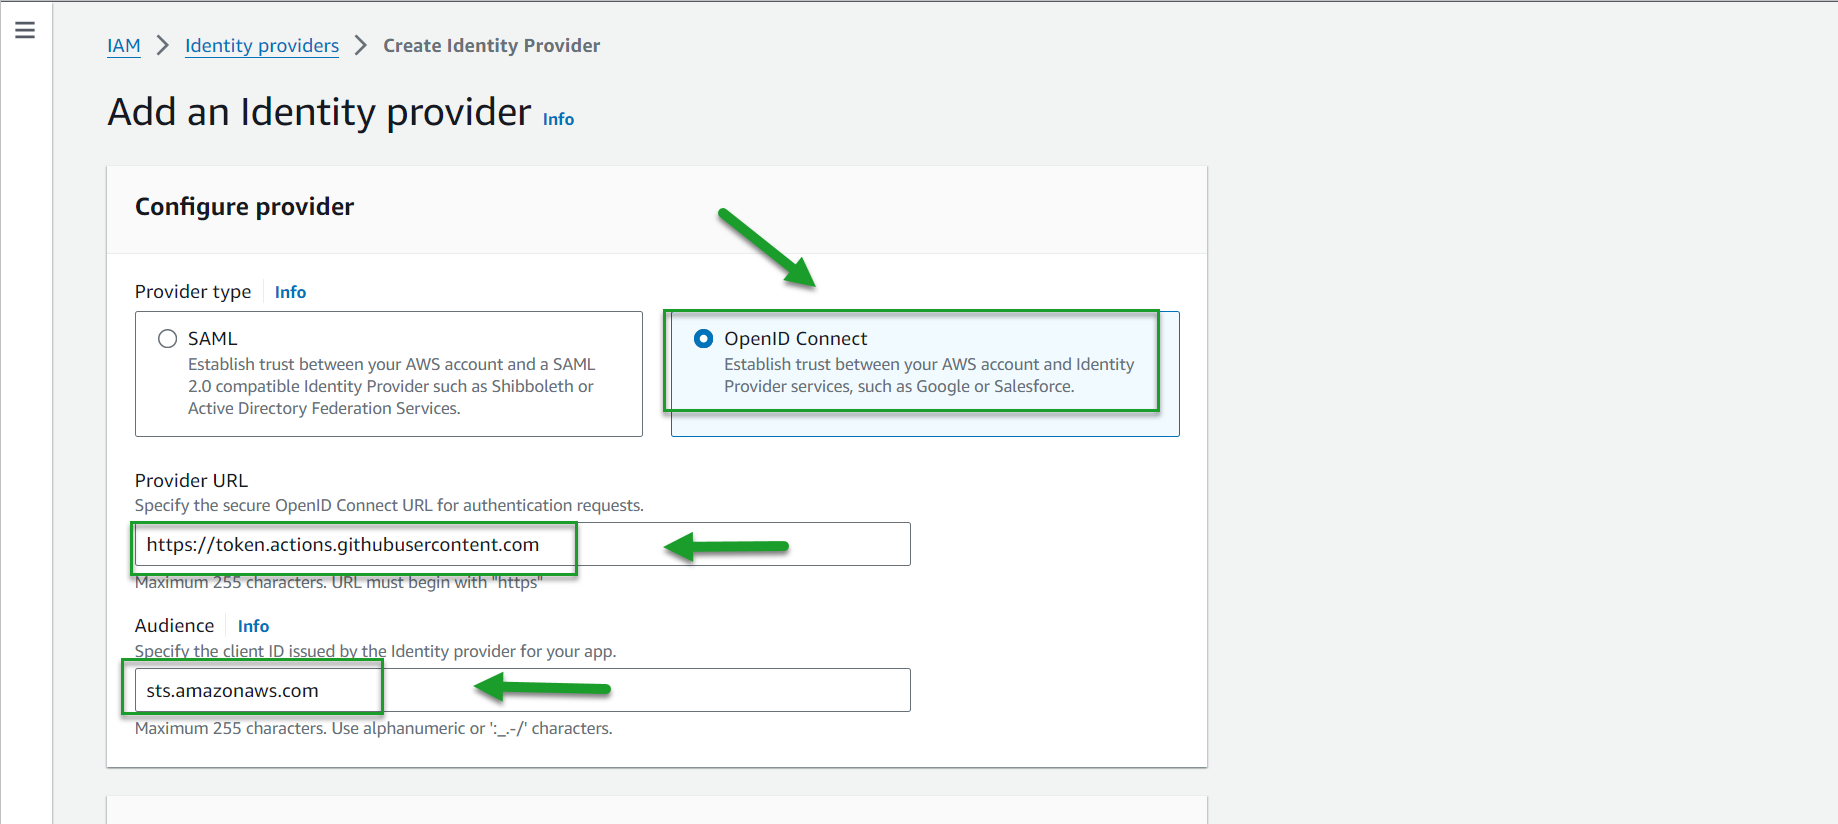 IAM > Identity providers > Create Identity Provider
Add an Identity provider Info
Configure provider
Provider type Info
SAML
Establish trust between your AWS account and a SAML
2.0 compatible Identity Provider such as Shibboleth or
Active Directory Federation Services.
OpenID Connect
Establish trust between your AWS account and Identity
Provider services, such as Google or Salesforce.
Provider URL
Specify the secure OpenID Connect URL for authentication requests.
https://token.actions.githubusercontent.com
Maximum 255 characters. URL must begin with "https"
Audience Info
Specify the client ID issued by the Identity provider for your app.
sts.amazonaws.com
Maximum 255 characters. Use alphanumeric or ':_.-/' characters.